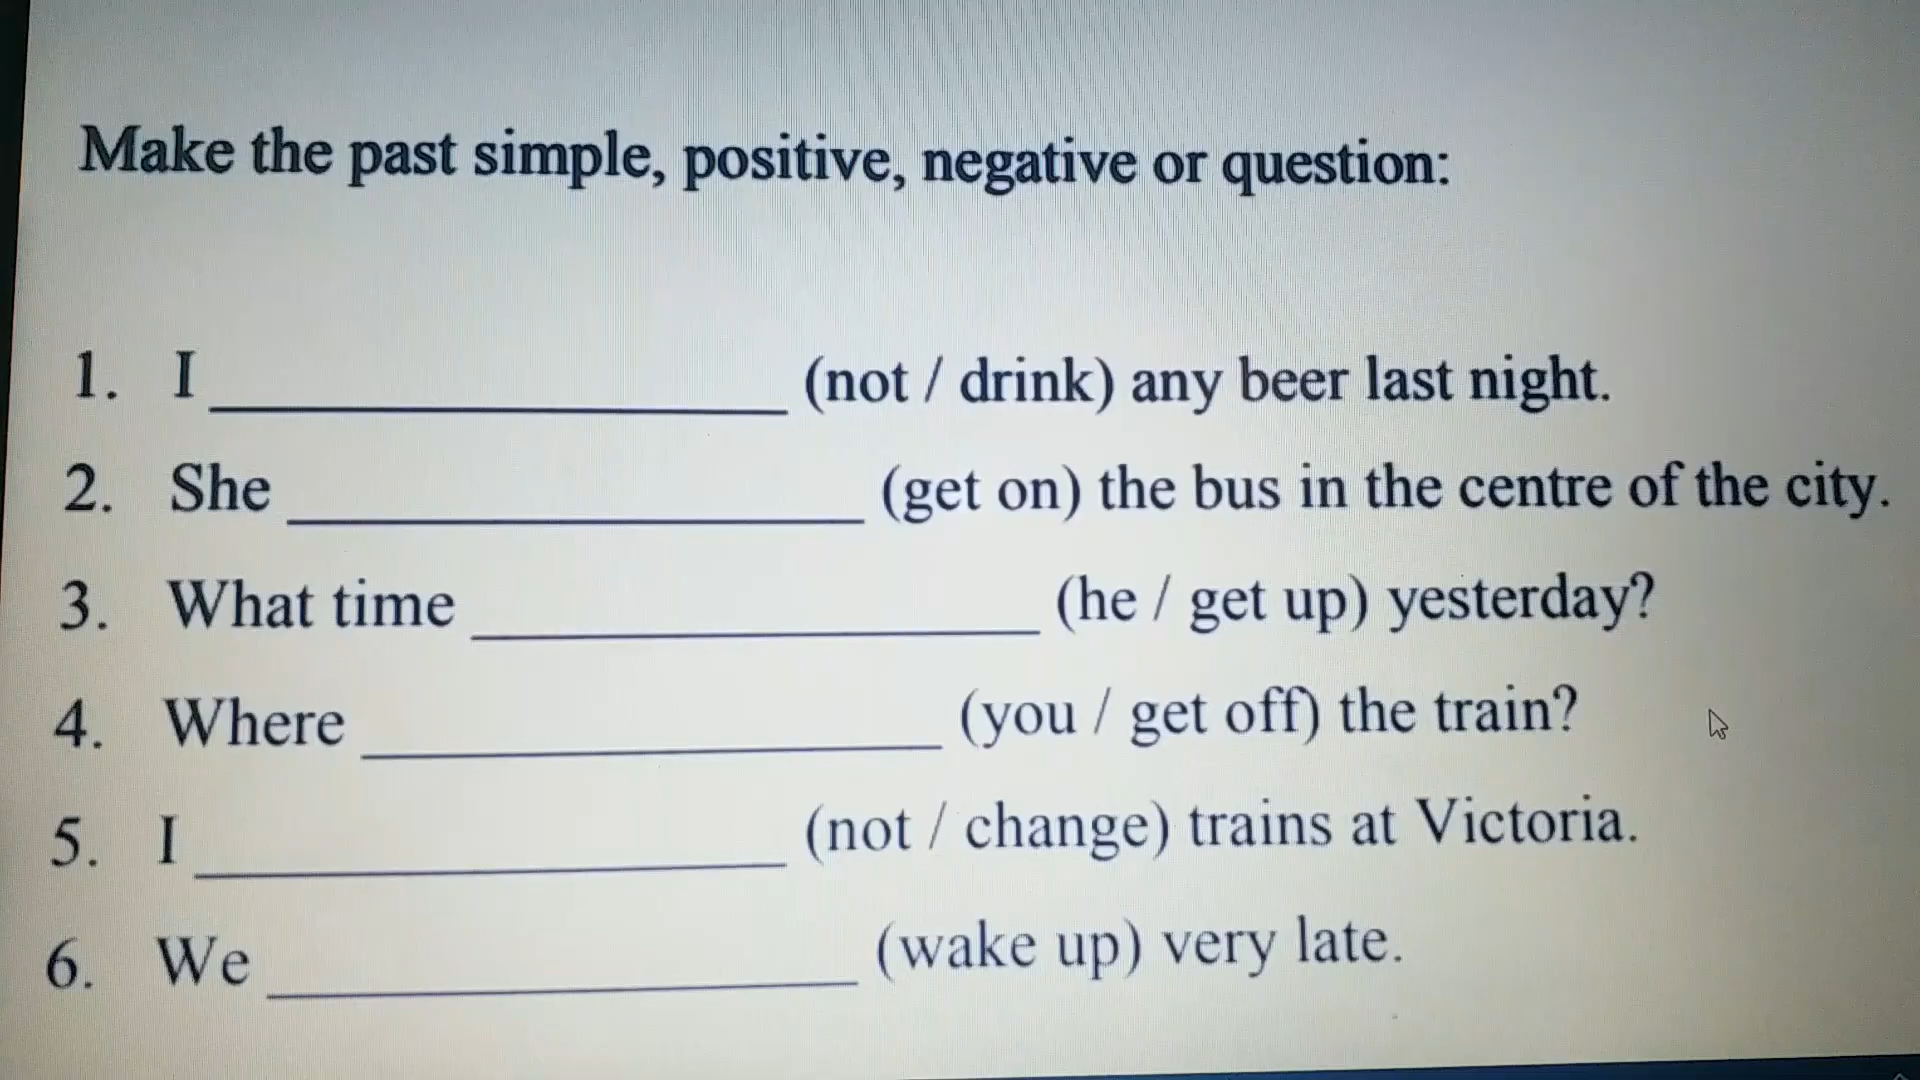 Make the past simple, positive, negative or question:
1. I ____________________ (not / drink) any beer last night.
2. She ____________________ (get on) the bus in the centre of the city.
3. What time ____________________ (he / get up) yesterday?
4. Where ____________________ (you / get off) the train?
5. I ____________________ (not / change) trains at Victoria.
6. We ____________________ (wake up) very late.